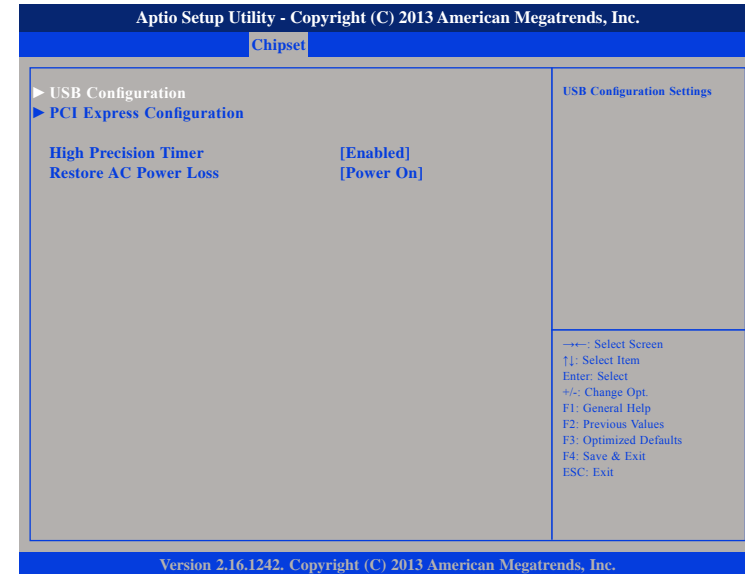 Aptio Setup Utility - Copyright (C) 2013 American Megatrends, Inc.
Chipset
► USB Configuration
► PCI Express Configuration
High Precision Timer [Enabled]
Restore AC Power Loss [Power On]
USB Configuration Settings
→←: Select Screen
↑↓: Select Item
Enter: Select
+/-: Change Opt.
F1: General Help
F2: Previous Values
F3: Optimized Defaults
F4: Save & Exit
ESC: Exit
Version 2.16.1242. Copyright (C) 2013 American Megatrends, Inc.